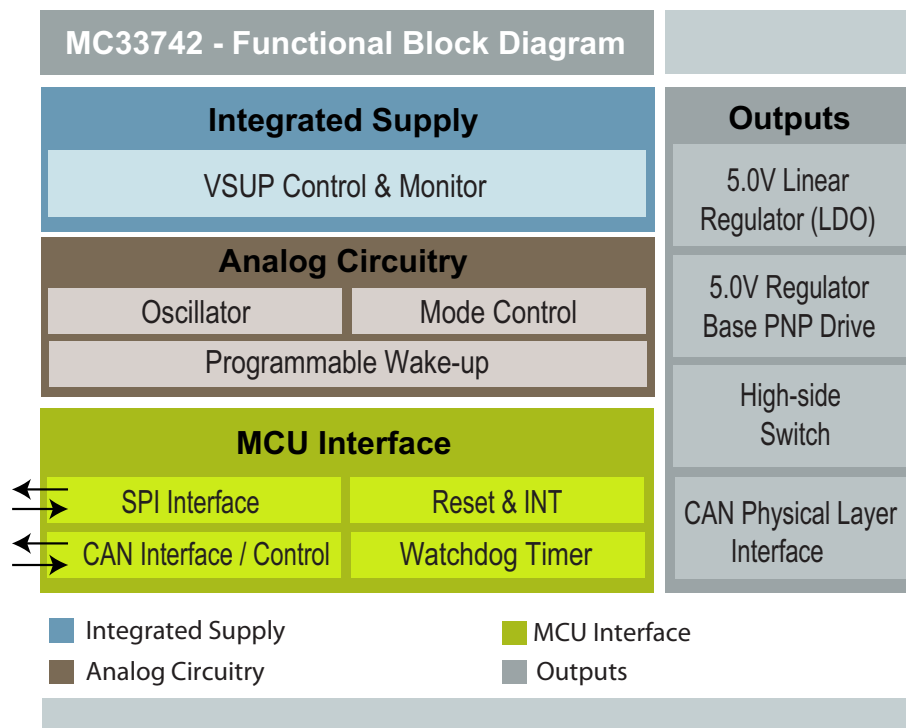 MC33742 - Functional Block Diagram
Integrated Supply
VSUP Control & Monitor
Analog Circuitry
Oscillator
Mode Control
Programmable Wake-up
MCU Interface
SPI Interface
Reset & INT
CAN Interface / Control
Watchdog Timer
Outputs
5.0V Linear
Regulator (LDO)
5.0V Regulator
Base PNP Drive
High-side
Switch
CAN Physical Layer
Interface
Integrated Supply
MCU Interface
Analog Circuitry
Outputs